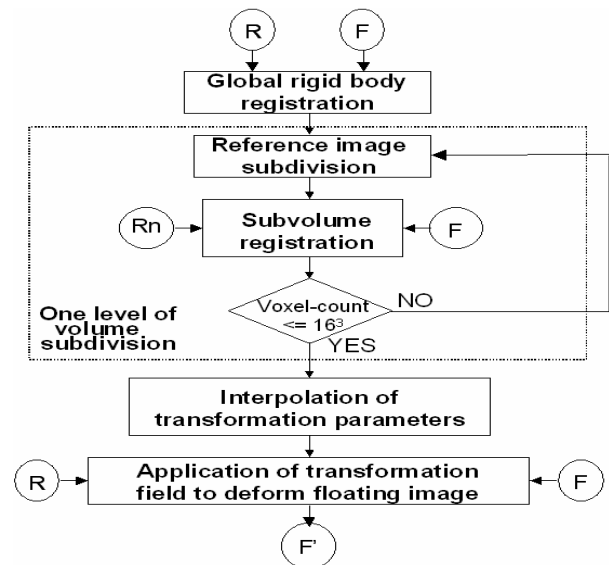 R F
Global rigid body
registration
Reference image
subdivision
Rn
Subvolume
registration
F
Voxel-count
<= 16³
NO
One level of
volume
subdivision
YES
Interpolation of
transformation parameters
R
Application of transformation
field to deform floating image
F
F'